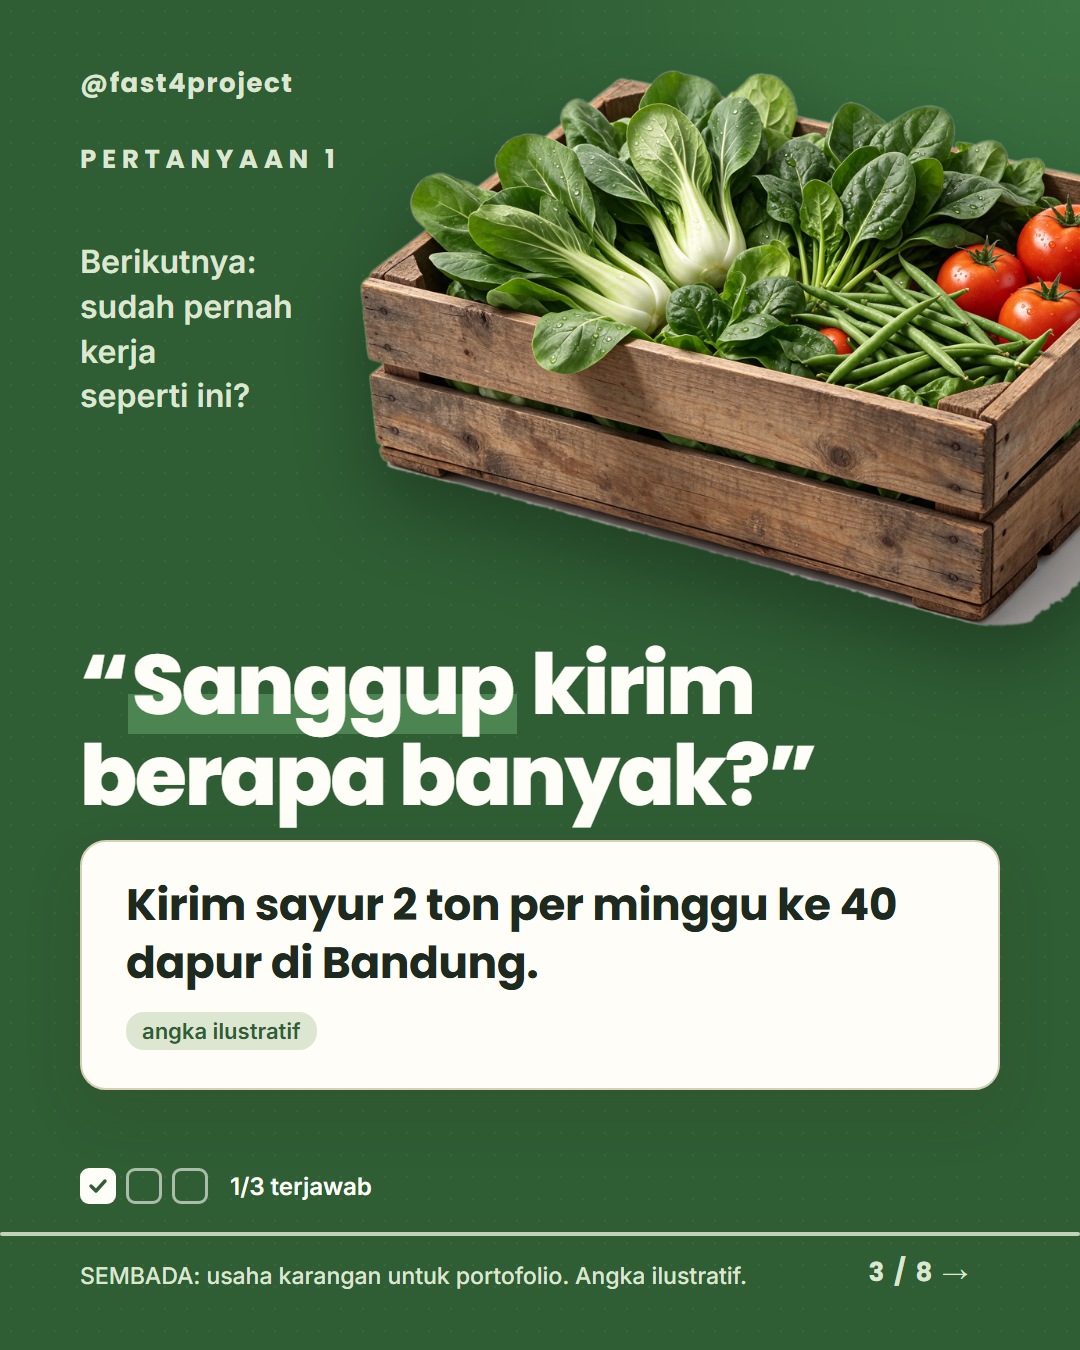 @fast4project
PERTANYAAN 1
Berikutnya:
sudah pernah
kerja
seperti ini?
“Sanggup kirim
berapa banyak?”
Kirim sayur 2 ton per minggu ke 40
dapur di Bandung.
angka ilustratif
1/3 terjawab
SEMBADA: usaha karangan untuk portofolio. Angka ilustratif.
3 / 8 →